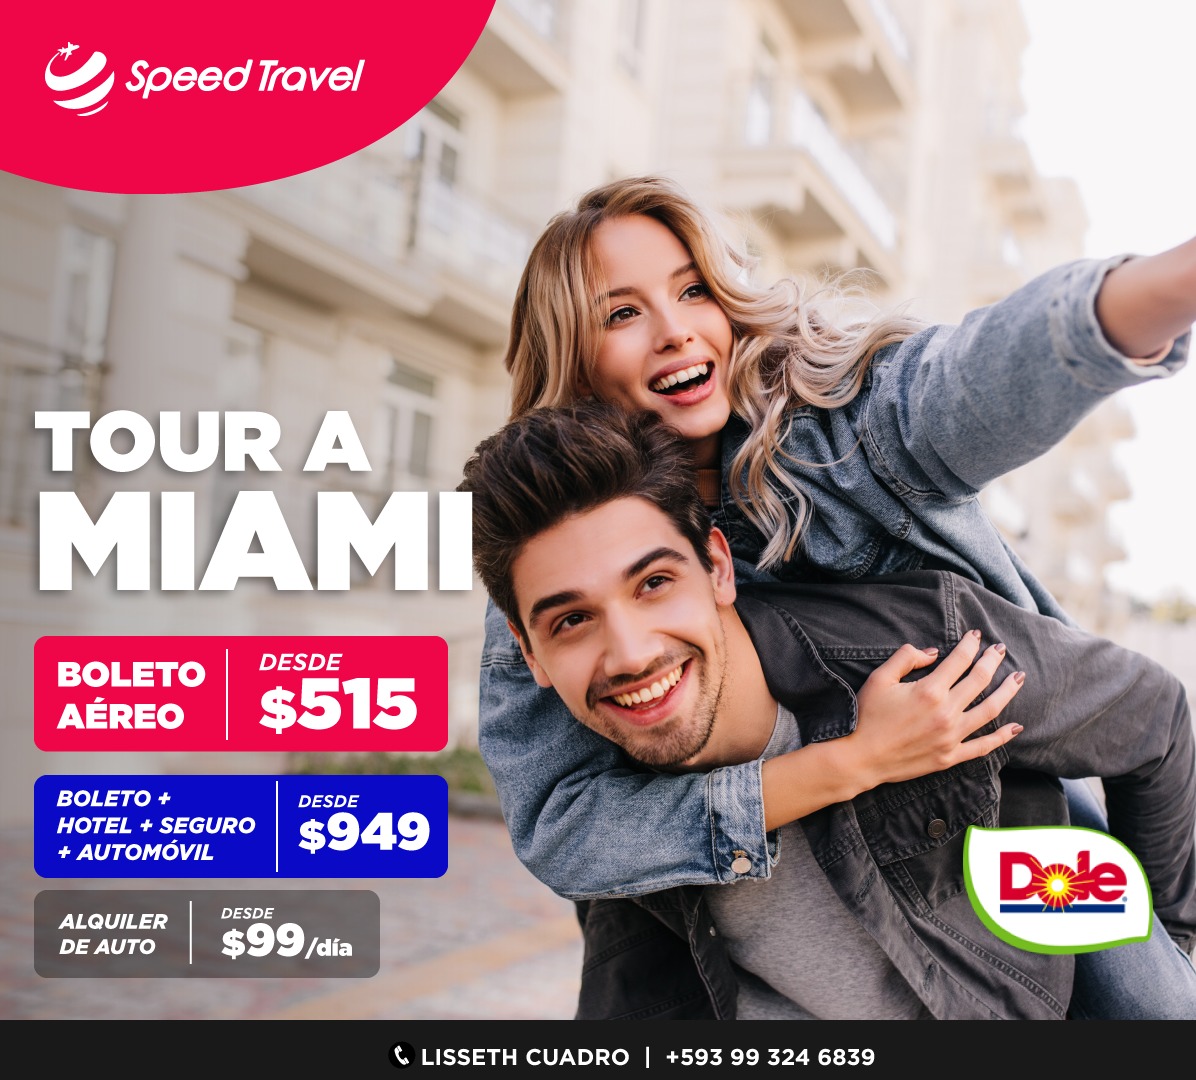 Speed Travel
TOUR A
MIAMI
BOLETO
AÉREO
DESDE
$515
BOLETO +
HOTEL + SEGURO
+ AUTOMÓVIL
DESDE
$949
ALQUILER
DE AUTO
DESDE
$99/día
Dole
LISSETH CUADRO | +593 99 324 6839